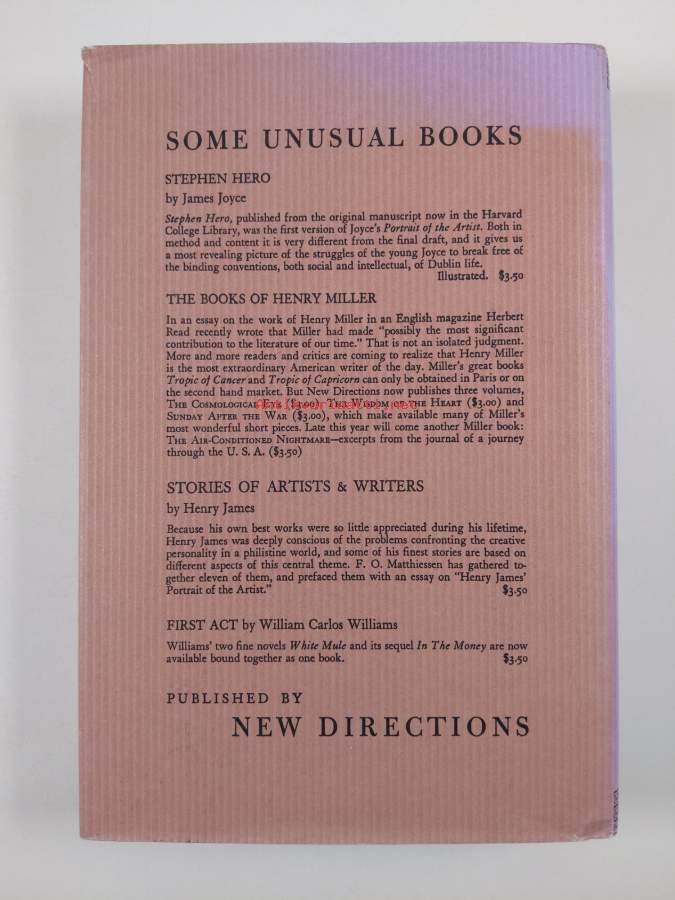 SOME UNUSUAL BOOKS
STEPHEN HERO
by James Joyce
Stephen Hero, published from the original manuscript now in the Harvard
College Library, was the first version of Joyce's Portrait of the Artist. Both in
method and content it is very different from the final draft, and it gives us
a most revealing picture of the struggles of the young Joyce to break free of
the binding conventions, both social and intellectual, of Dublin life.
Illustrated. $3.50
THE BOOKS OF HENRY MILLER
In an essay on the work of Henry Miller in an English magazine Herbert
Read recently wrote that Miller had made "possibly the most significant
contribution to the literature of our time." That is not an isolated judgment.
More and more readers and critics are coming to realize that Henry Miller
is the most extraordinary American writer of the day. Miller's great books
Tropic of Cancer and Tropic of Capricorn can only be obtained in Paris or on
the second hand market. But New Directions now publishes three volumes,
THE COSMOLOGICAL EYE THE WISDOM OF THE HEART ($3.00) and
SUNDAY AFTER THE WAR ($3.00), which make available many of Miller's
most wonderful short pieces. Late this year will come another Miller book:
THE AIR-CONDITIONED NIGHTMARE—excerpts from the journal of a journey
through the U. S. A. ($3.50)
STORIES OF ARTISTS & WRITERS
by Henry James
Because his own best works were so little appreciated during his lifetime,
Henry James was deeply conscious of the problems confronting the creative
personality in a philistine world, and some of his finest stories are based on
different aspects of this central theme. F. O. Matthiessen has gathered to-
gether eleven of them, and prefaced them with an essay on "Henry James'
Portrait of the Artist." $3.50
FIRST ACT by William Carlos Williams
Williams' two fine novels White Mule and its sequel In The Money are now
available bound together as one book. $3.50
PUBLISHED BY
NEW DIRECTIONS